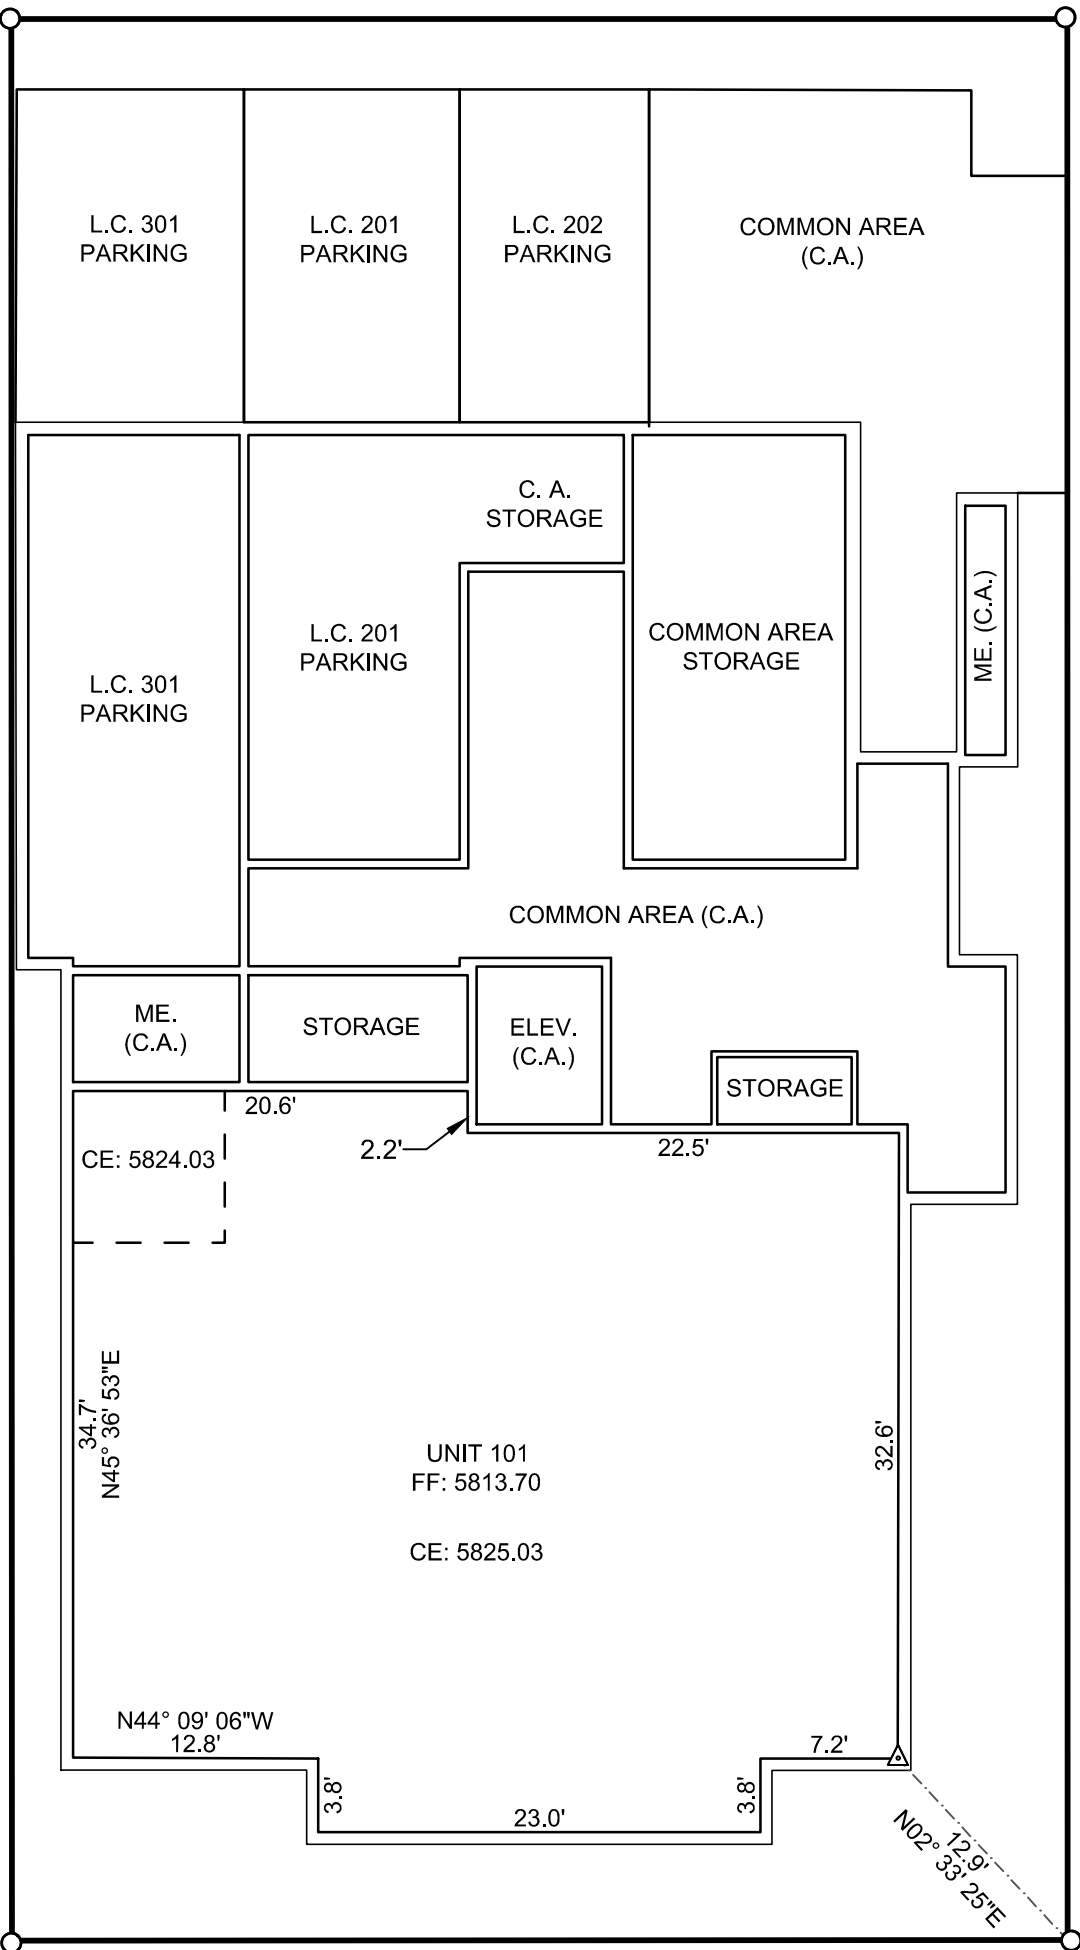 L.C. 301
PARKING
L.C. 201
PARKING
L.C. 202
PARKING
COMMON AREA
(C.A.)
C. A.
STORAGE
L.C. 301
PARKING
L.C. 201
PARKING
COMMON AREA
STORAGE
ME. (C.A.)
COMMON AREA (C.A.)
ME.
(C.A.)
STORAGE
ELEV.
(C.A.)
STORAGE
20.6'
2.2'
22.5'
CE: 5824.03
34.7'
N45° 36' 53"E
UNIT 101
FF: 5813.70
CE: 5825.03
32.6'
N44° 09' 06"W
12.8'
3.8'
23.0'
3.8'
7.2'
12.9'
N02° 33' 25"E